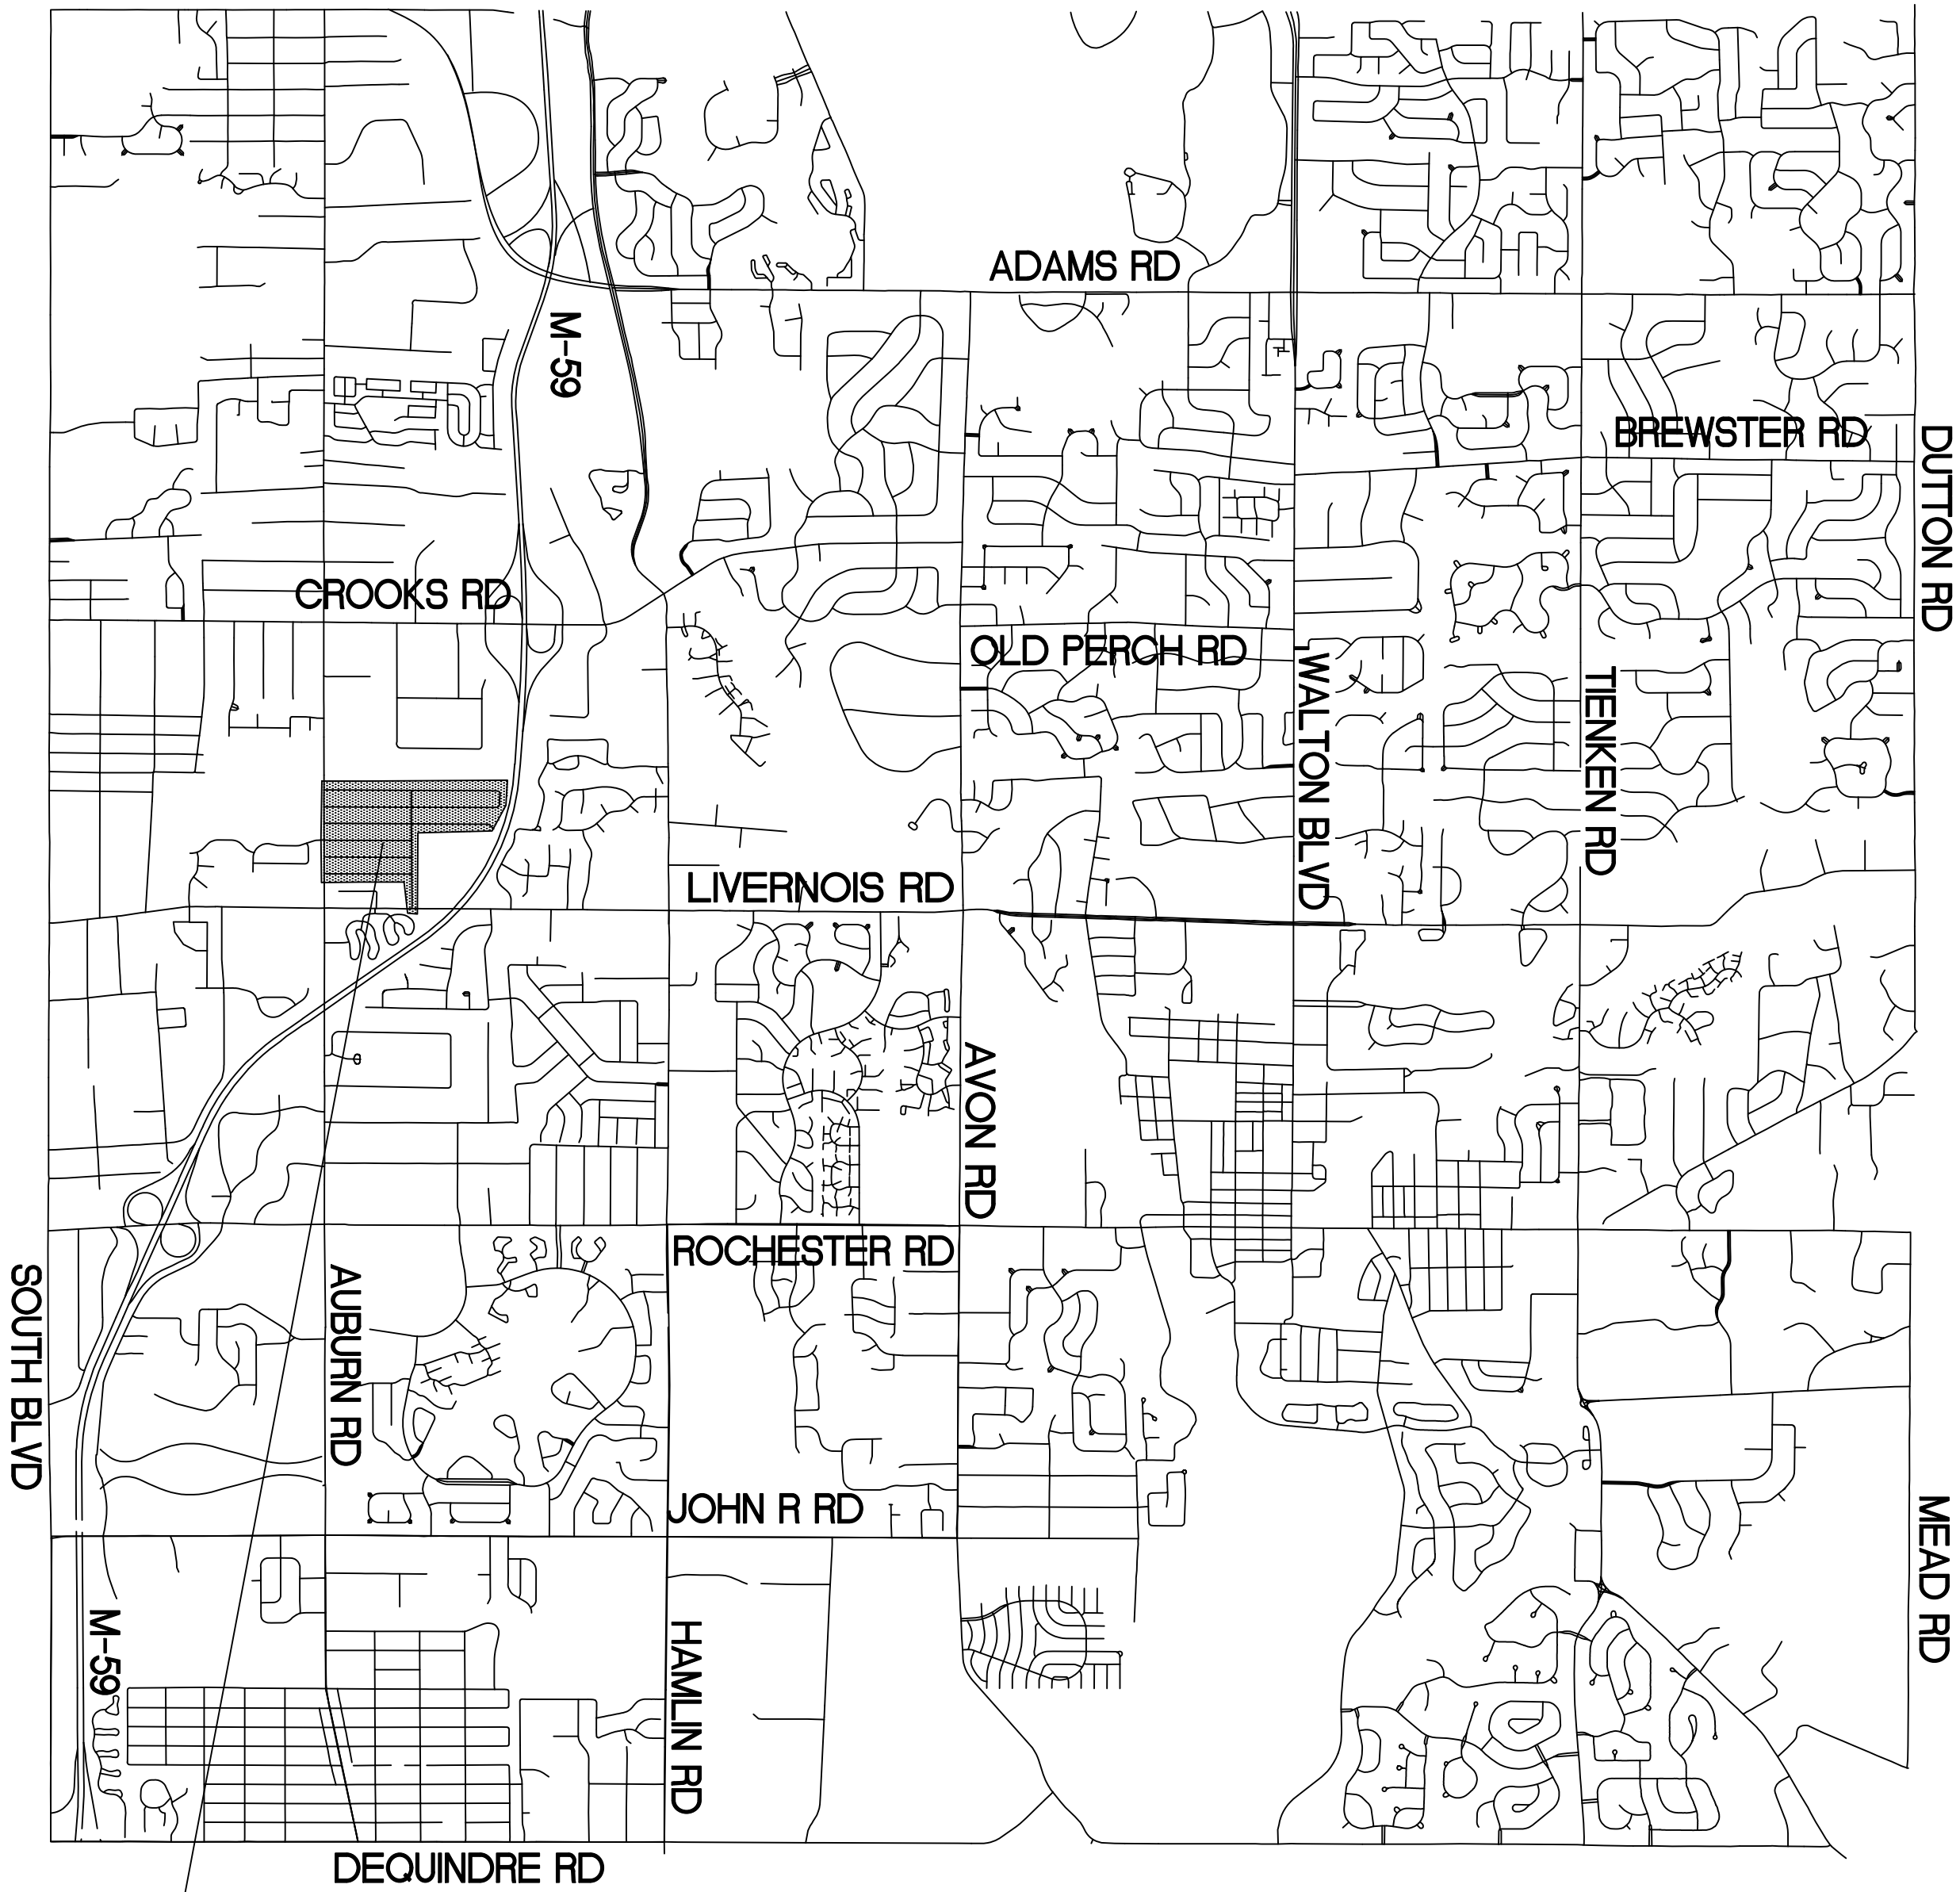 ADAMS RD
M-59
BREWSTER RD
DUTTON RD
CROOKS RD
OLD PERCH RD
WALTON BLVD
TIENKEN RD
LIVERNOIS RD
AVON RD
ROCHESTER RD
SOUTH BLVD
AUBURN RD
JOHN R RD
MEAD RD
M-59
HAMLIN RD
DEQUINDRE RD